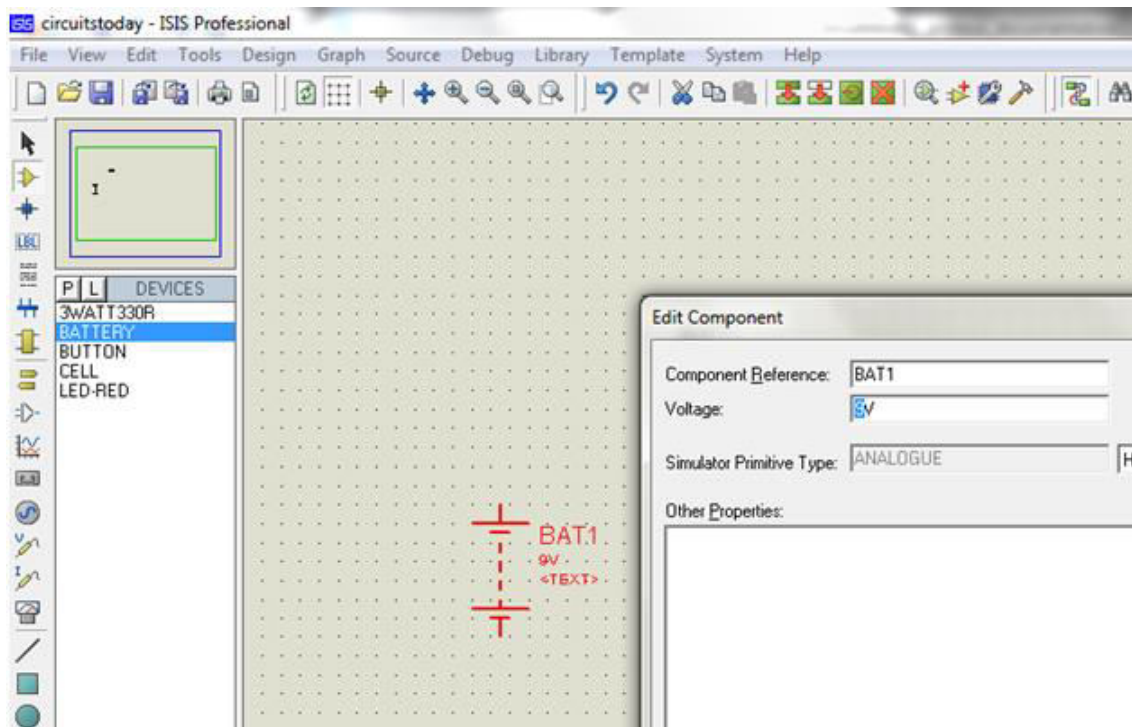 ISIS circuitstoday - ISIS Professional
File View Edit Tools Design Graph Source Debug Library Template System Help
LBL
P L DEVICES
3WATT330R
BATTERY
BUTTON
CELL
LED-RED
Edit Component
Component Reference: BAT1
Voltage: 9V
Simulator Primitive Type: ANALOGUE H
Other Properties:
BAT1
9V
<TEXT>